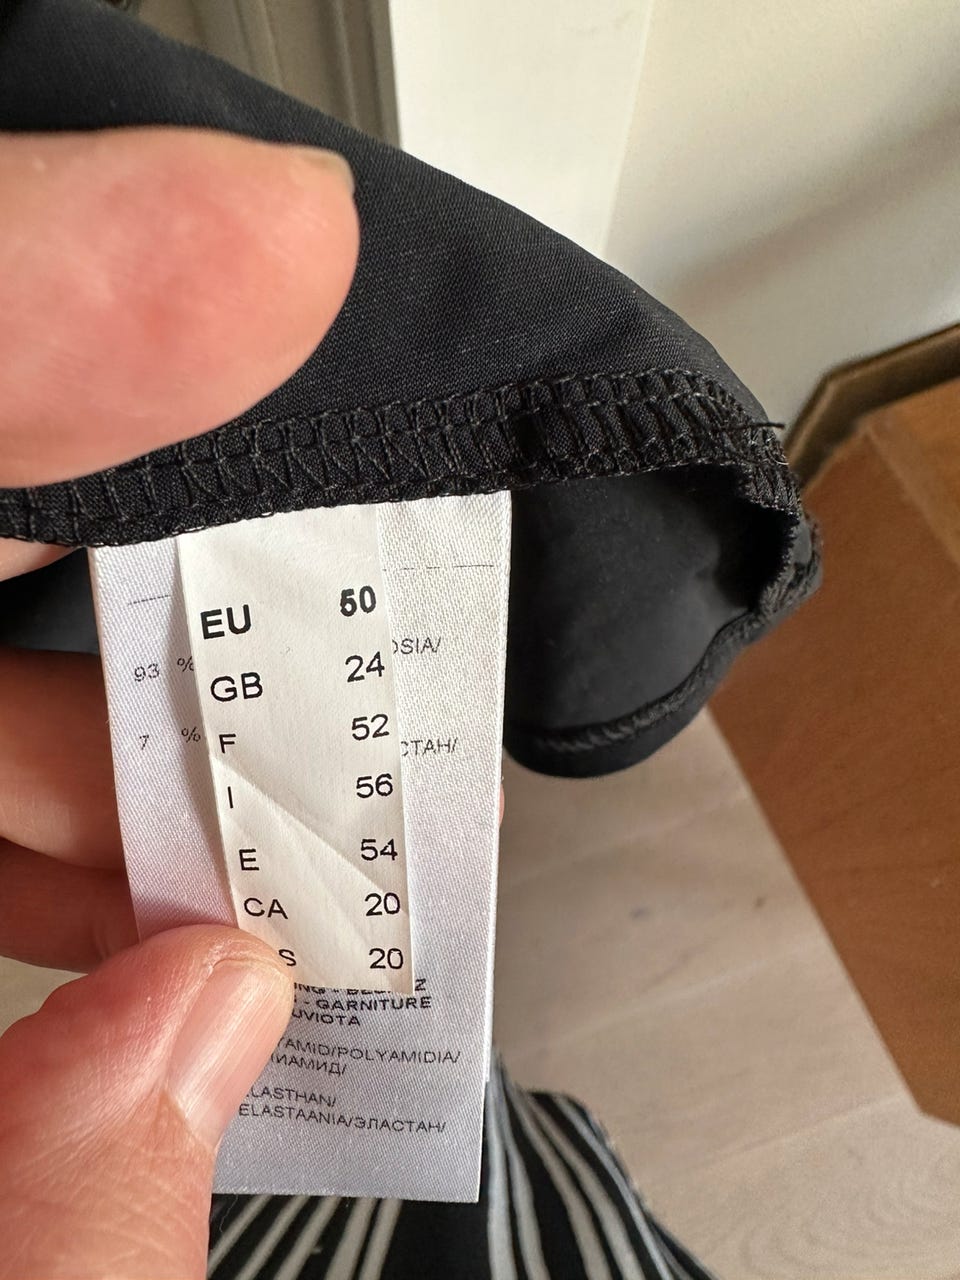 EU 50
GB 24
F 52
I 56
E 54
CA 20
S 20
93 % OSIA/
7 % СТАН/
- GARNITURE
UVIOTA
AMID/POLYAMIDIA/
ИАМИД/
LASTHAN/
ELASTAANIA/ЭЛАСТАН/